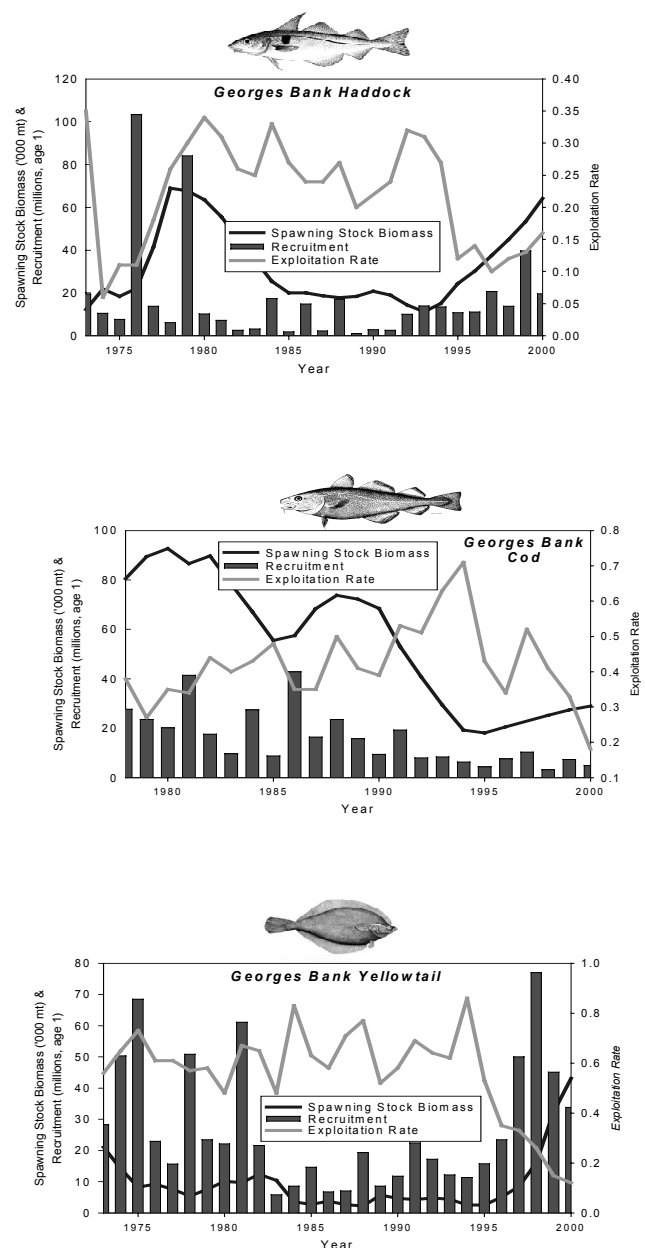 Georges Bank Haddock
Spawning Stock Biomass ('000 mt) &
Recruitment (millions, age 1)
120
100
80
60
40
20
0
Spawning Stock Biomass
Recruitment
Exploitation Rate
0.40
0.35
0.30
0.25
0.20
0.15
0.10
0.05
0.00
Exploitation Rate
1975 1980 1985 1990 1995 2000
Year
Georges Bank
Cod
Spawning Stock Biomass ('000 mt) &
Recruitment (millions, age 1)
100
80
60
40
20
0
Spawning Stock Biomass
Recruitment
Exploitation Rate
0.8
0.7
0.6
0.5
0.4
0.3
0.2
0.1
Exploitation Rate
1980 1985 1990 1995 2000
Year
Georges Bank Yellowtail
Spawning Stock Biomass ('000 mt) &
Recruitment (millions, age 1)
80
70
60
50
40
30
20
10
0
Spawning Stock Biomass
Recruitment
Exploitation Rate
1.0
0.8
0.6
0.4
0.2
0.0
Exploitation Rate
1975 1980 1985 1990 1995 2000
Year